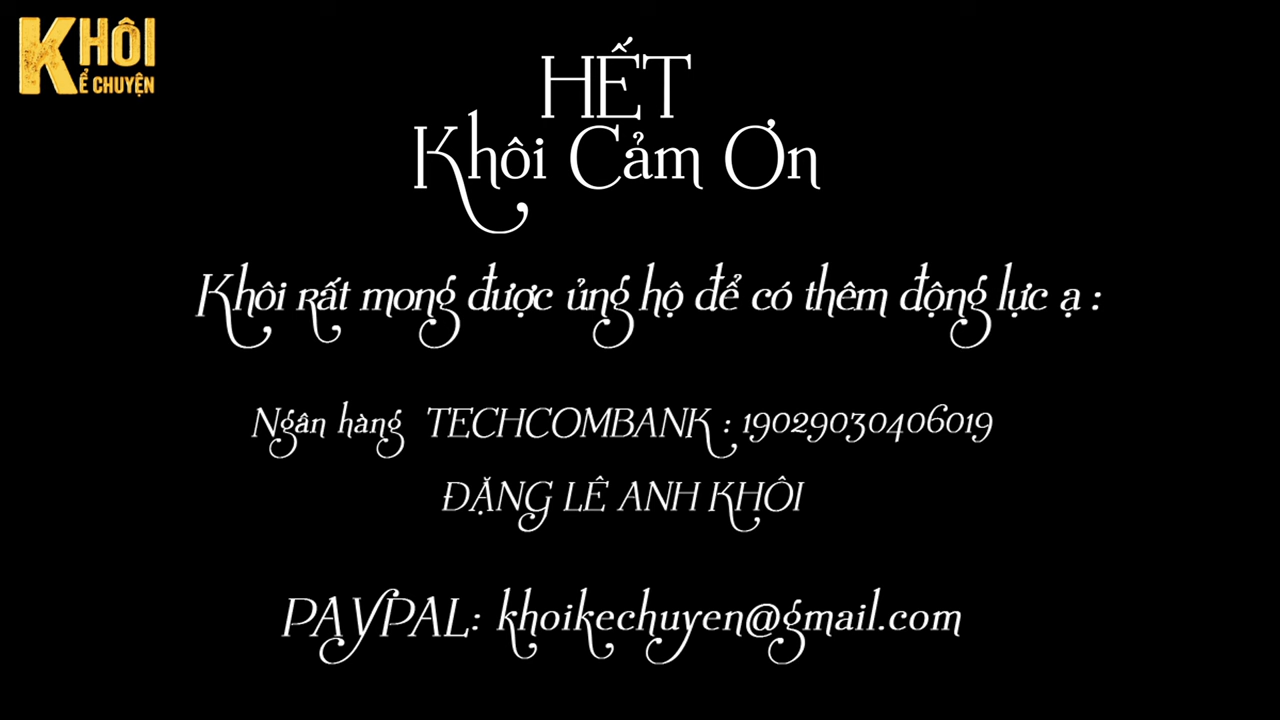 KHÔI
KỂ CHUYỆN
HẾT
Khôi Cảm Ơn
Khôi rất mong được ủng hộ để có thêm động lực ạ :
Ngân hàng TECHCOMBANK : 19029030406019
ĐẶNG LÊ ANH KHÔI
PAYPAL: khoikechuyen@gmail.com